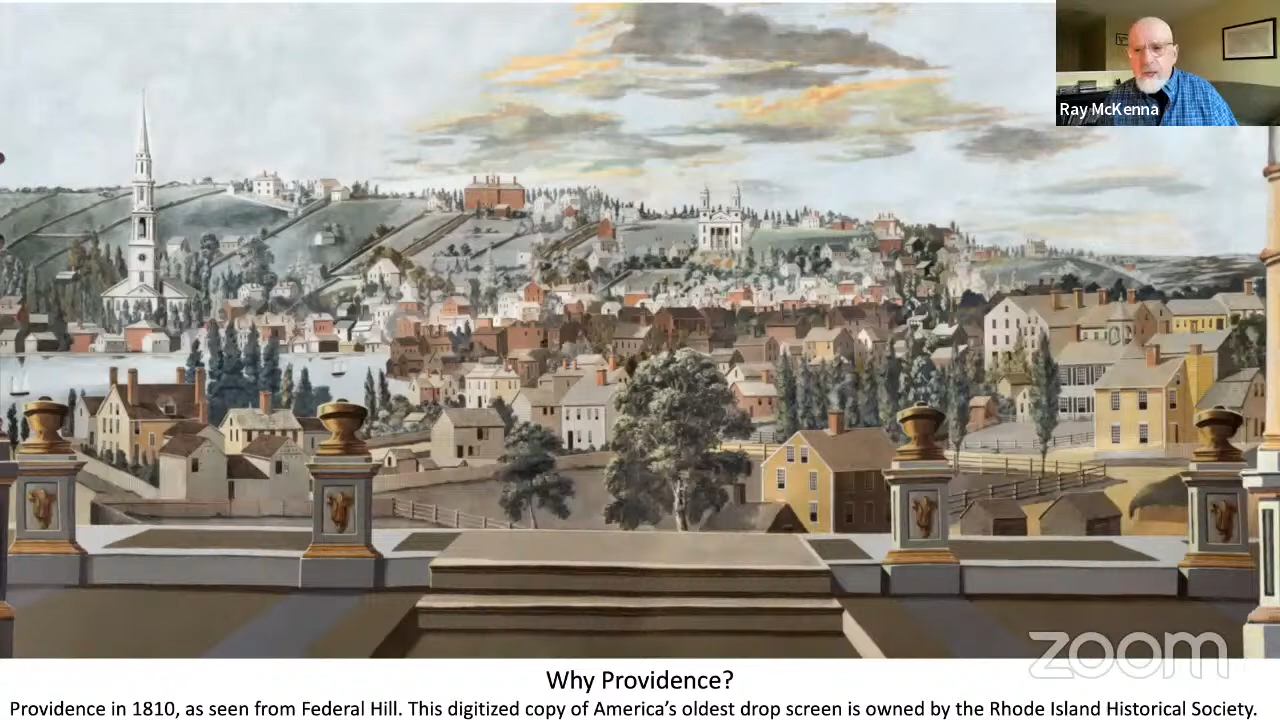 Ray McKenna
zoom
Why Providence?
Providence in 1810, as seen from Federal Hill. This digitized copy of America's oldest drop screen is owned by the Rhode Island Historical Society.